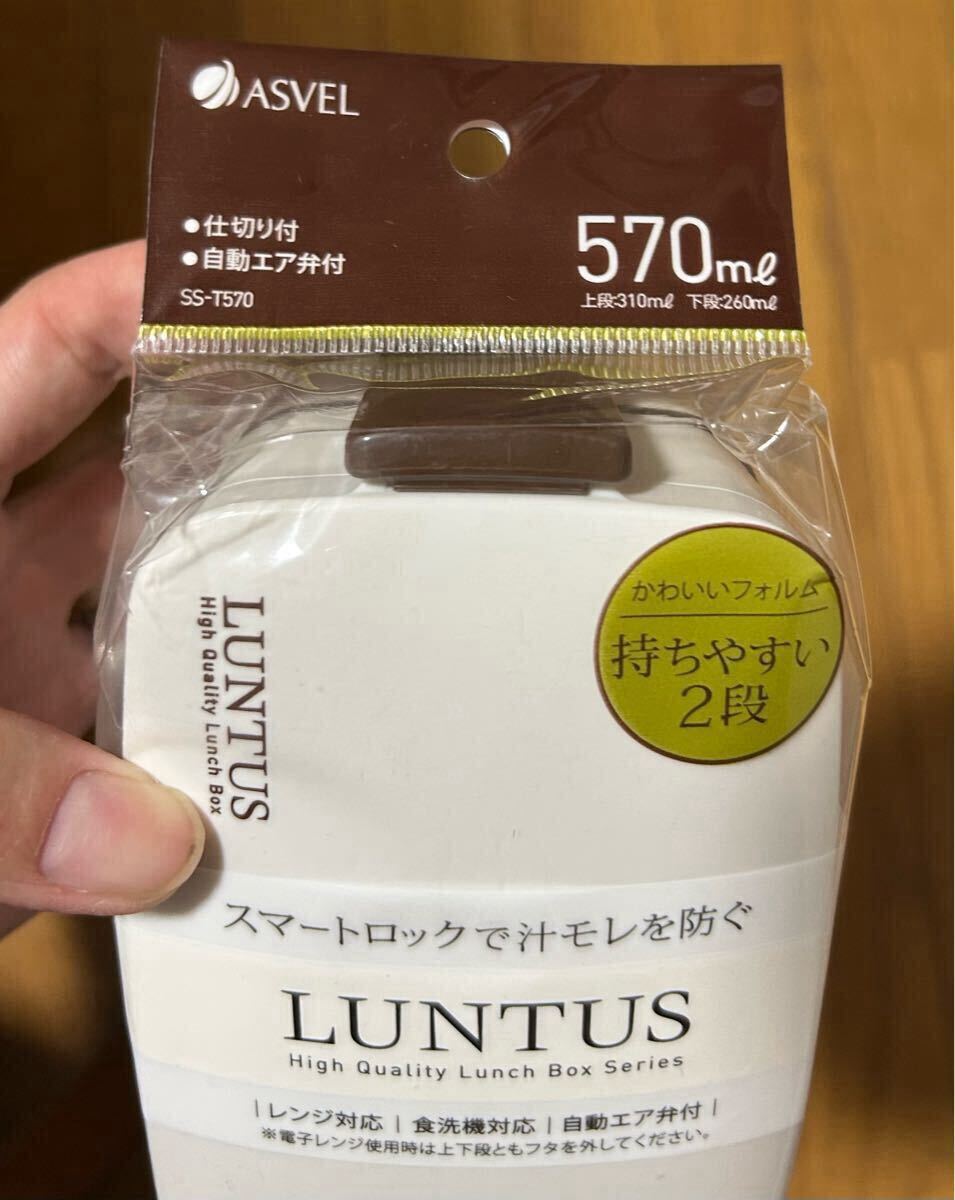 ASVEL
●仕切り付
●自動エア弁付
SS-T570
570mℓ
上段:310mℓ 下段:260mℓ
かわいいフォルム
持ちやすい
2段
LUNTUS
High Quality Lunch Box
スマートロックで汁モレを防ぐ
LUNTUS
High Quality Lunch Box Series
|レンジ対応|食洗機対応|自動エア弁付|
※電子レンジ使用時は上下段ともフタを外してください。